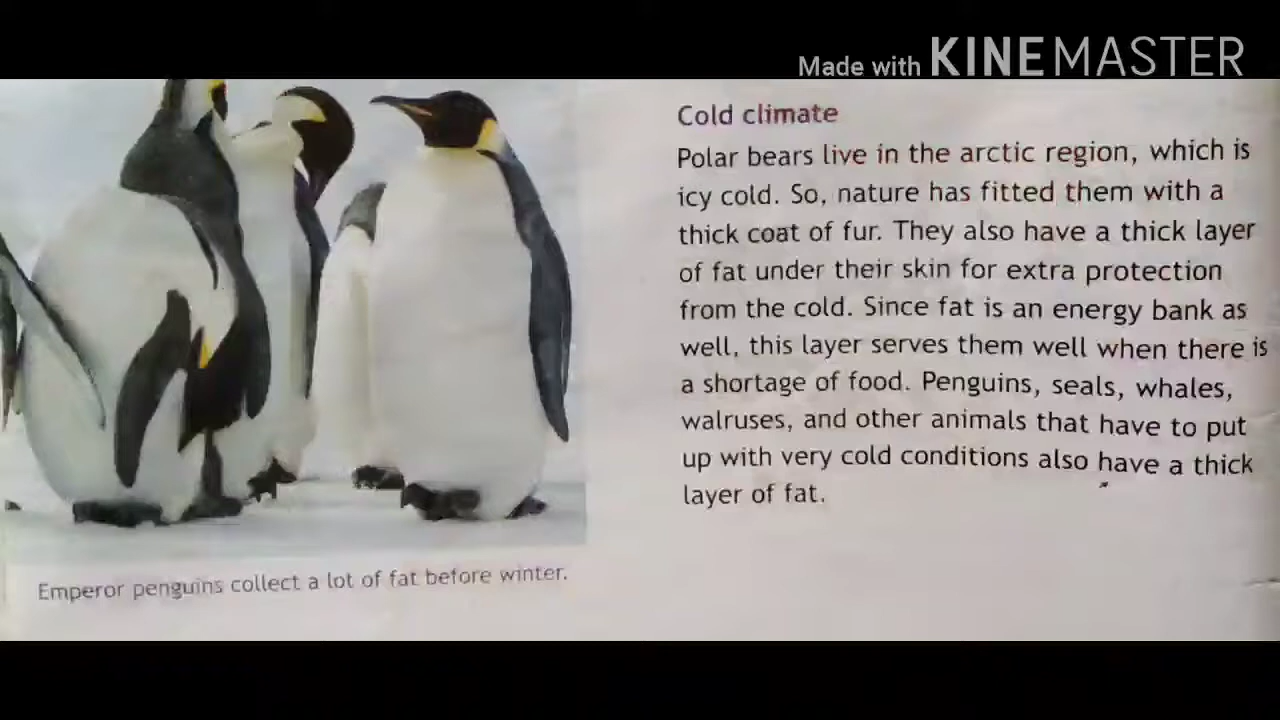 Made with KINEMASTER
Cold climate
Polar bears live in the arctic region, which is
icy cold. So, nature has fitted them with a
thick coat of fur. They also have a thick layer
of fat under their skin for extra protection
from the cold. Since fat is an energy bank as
well, this layer serves them well when there is
a shortage of food. Penguins, seals, whales,
walruses, and other animals that have to put
up with very cold conditions also have a thick
layer of fat.
Emperor penguins collect a lot of fat before winter.